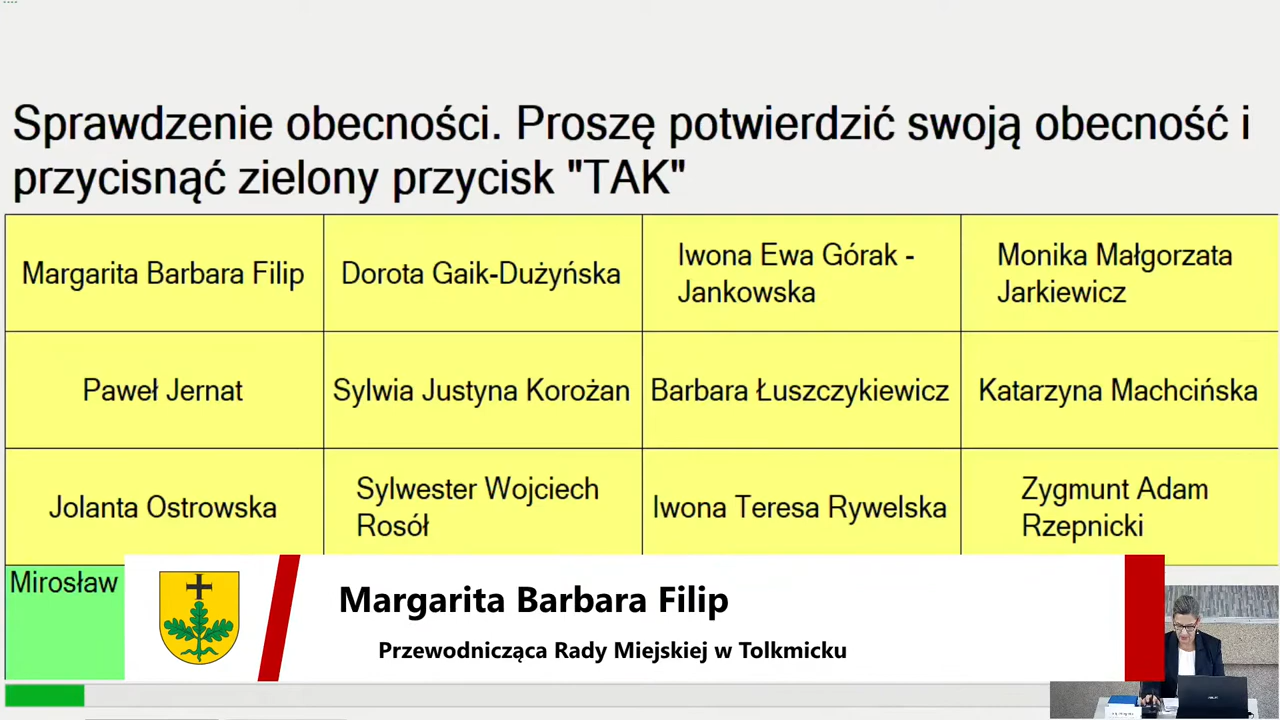 Sprawdzenie obecności. Proszę potwierdzić swoją obecność i
przycisnąć zielony przycisk "TAK"
Margarita Barbara Filip
Dorota Gaik-Dużyńska
Iwona Ewa Górak -
Jankowska
Monika Małgorzata
Jarkiewicz
Paweł Jernat
Sylwia Justyna Korożan
Barbara Łuszczykiewicz
Katarzyna Machcińska
Jolanta Ostrowska
Sylwester Wojciech
Rosół
Iwona Teresa Rywelska
Zygmunt Adam
Rzepnicki
Mirosław
Margarita Barbara Filip
Przewodnicząca Rady Miejskiej w Tolkmicku